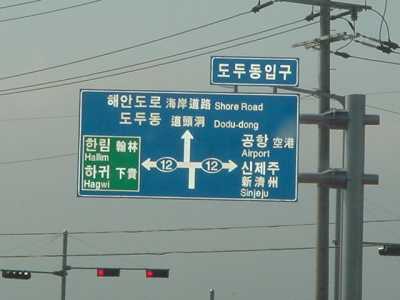 도두동입구
해안도로 海岸道路 Shore Road
도두동 道頭洞 Dodu-dong
한림 翰林
Hallim
하귀 下貴
Hagwi
12
12
공항 空港
Airport
신제주
新濟州
Sinjeju